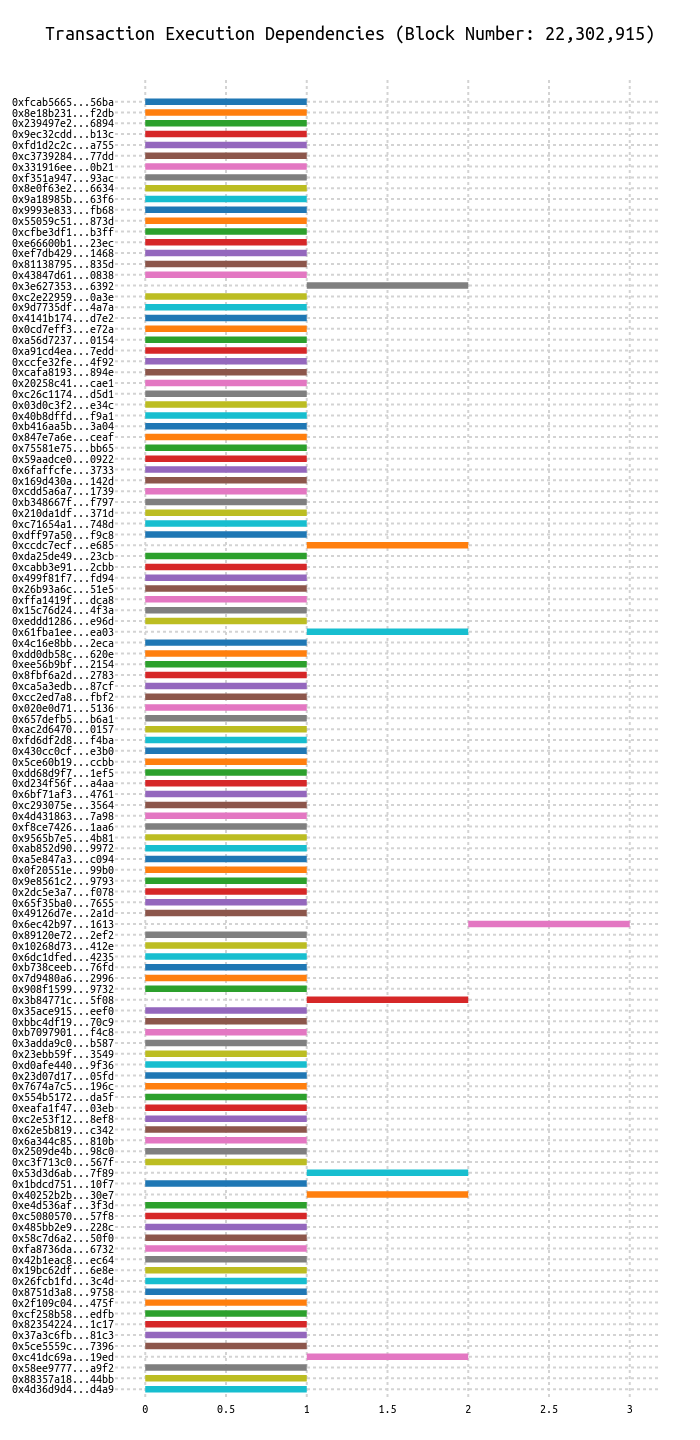 Transaction Execution Dependencies (Block Number: 22,302,915)
0xfcab5665...56ba
0x8e18b231...f2db
0x239497e2...6894
0x9ec32cdd...b13c
0xfd1d2c2c...a755
0xc3739284...77dd
0x331916ee...0b21
0xf351a947...93ac
0x8e0f63e2...6634
0x9a18985b...63f6
0x9993e833...fb68
0x55059c51...873d
0xcfbe3df1...b3ff
0xe66600b1...23ec
0xef7db429...1468
0x81138795...835d
0x43847d61...0838
0x3e627353...6392
0xc2e22959...0a3e
0x9d7735df...4a7a
0x4141b174...d7e2
0x0cd7eff3...e72a
0xa56d7237...0154
0xa91cd4ea...7edd
0xccfe32fe...4f92
0xcafa8193...894e
0x20258c41...cae1
0xc26c1174...d5d1
0x03d0c3f2...e34c
0x40b8dffd...f9a1
0xb416aa5b...3a04
0x847e7a6e...ceaf
0x75581e75...bb65
0x59aadce0...0922
0x6faffcfe...3733
0x169d430a...142d
0xcdd5a6a7...1739
0xb348667f...f797
0x210da1df...371d
0xc71654a1...748d
0xdff97a50...f9c8
0xccdc7ecf...e685
0xda25de49...23cb
0xcabb3e91...2cbb
0x499f81f7...fd94
0x26b93a6c...51e5
0xffa1419f...dca8
0x15c76d24...4f3a
0xeddd1286...e96d
0x61fba1ee...ea03
0x4c16e8bb...2eca
0xdd0db58c...620e
0xee56b9bf...2154
0x8fbf6a2d...2783
0xca5a3edb...87cf
0xcc2ed7a8...fbf2
0x020e0d71...5136
0x657defb5...b6a1
0xac2d6470...0157
0xfd6df2d8...f4ba
0x430cc0cf...e3b0
0x5ce60b19...ccbb
0xdd68d9f7...1ef5
0xd234f56f...a4aa
0x6bf71af3...4761
0xc293075e...3564
0x4d431863...7a98
0xf8ce7426...1aa6
0x9565b7e5...4b81
0xab852d90...9972
0xa5e847a3...c094
0x0f20551e...99b0
0x9e8561c2...9793
0x2dc5e3a7...f078
0x65f35ba0...7655
0x49126d7e...2a1d
0x6ec42b97...1613
0x89120e72...2ef2
0x10268d73...412e
0x6dc1dfed...4235
0xb738ceeb...76fd
0x7d9480a6...2996
0x908f1599...9732
0x3b84771c...5f08
0x35ace915...eef0
0xbbc4df19...70c9
0xb7097901...f4c8
0x3adda9c0...b587
0x23ebb59f...3549
0xd0afe440...9f36
0x23d07d17...05fd
0x7674a7c5...196c
0x554b5172...da5f
0xeafa1f47...03eb
0xc2e53f12...8ef8
0x62e5b819...c342
0x6a344c85...810b
0x2509de4b...98c0
0xc3f713c0...567f
0x53d3d6ab...7f89
0x1bdcd751...10f7
0x40252b2b...30e7
0xe4d536af...3f3d
0xc5080570...57f8
0x485bb2e9...228c
0x58c7d6a2...50f0
0xfa8736da...6732
0x42b1eac8...ec64
0x19bc62df...6e8e
0x26fcb1fd...3c4d
0x8751d3a8...9758
0x2f109c04...475f
0xcf258b58...edfb
0x82354224...1c17
0x37a3c6fb...81c3
0x5ce5559c...7396
0xc41dc69a...19ed
0x58ee9777...a9f2
0x88357a18...44bb
0x4d36d9d4...d4a9
0 0.5 1 1.5 2 2.5 3